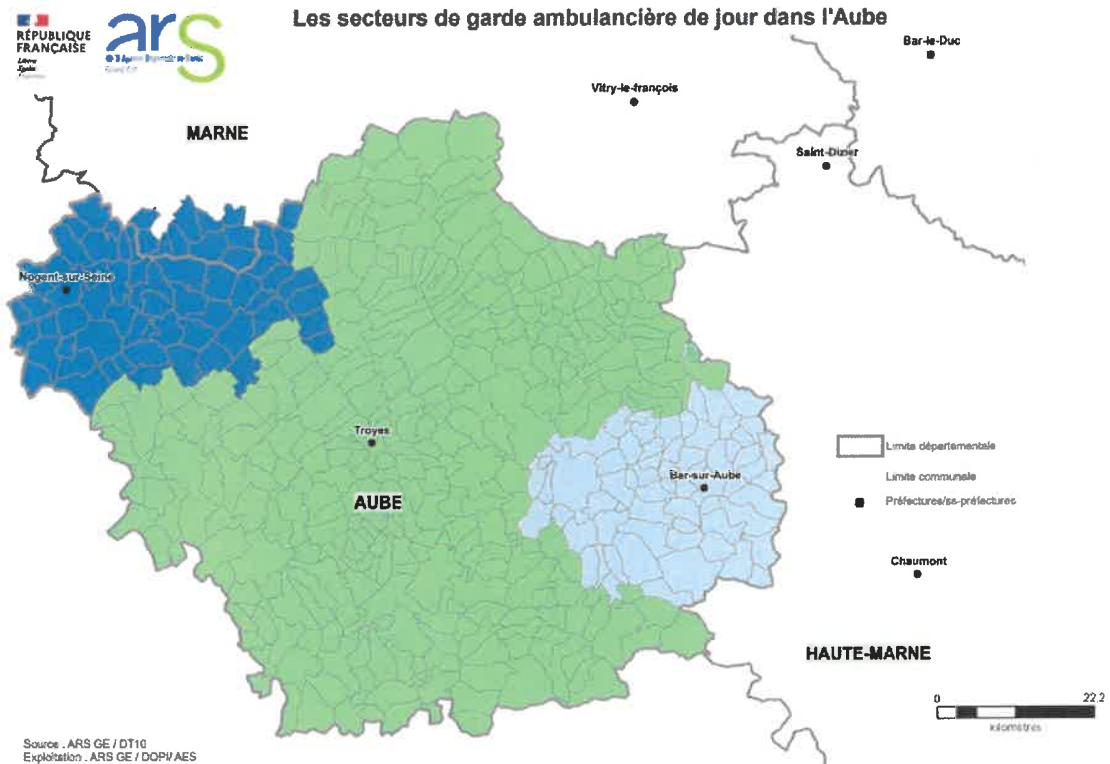 Les secteurs de garde ambulancière de jour dans l'Aube
RÉPUBLIQUE
FRANÇAISE
ars
MARNE
Vitry-le-françois
Bar-le-Duc
Saint-Dizier
Nogent-sur-Seine
Troyes
AUBE
Bar-sur-Aube
Limite départementale
Limite communale
Préfectures/ss-préfectures
Chaumont
HAUTE-MARNE
0 22,2
kilomètres
Source . ARS GE / DT10
Exploitation . ARS GE / DQPI/ AES